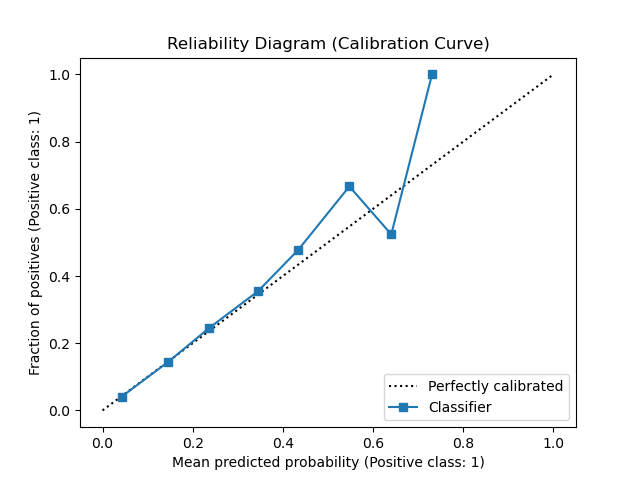 Reliability Diagram (Calibration Curve)
Fraction of positives (Positive class: 1)
1.0
0.8
0.6
0.4
0.2
0.0
Perfectly calibrated
Classifier
0.0 0.2 0.4 0.6 0.8 1.0
Mean predicted probability (Positive class: 1)